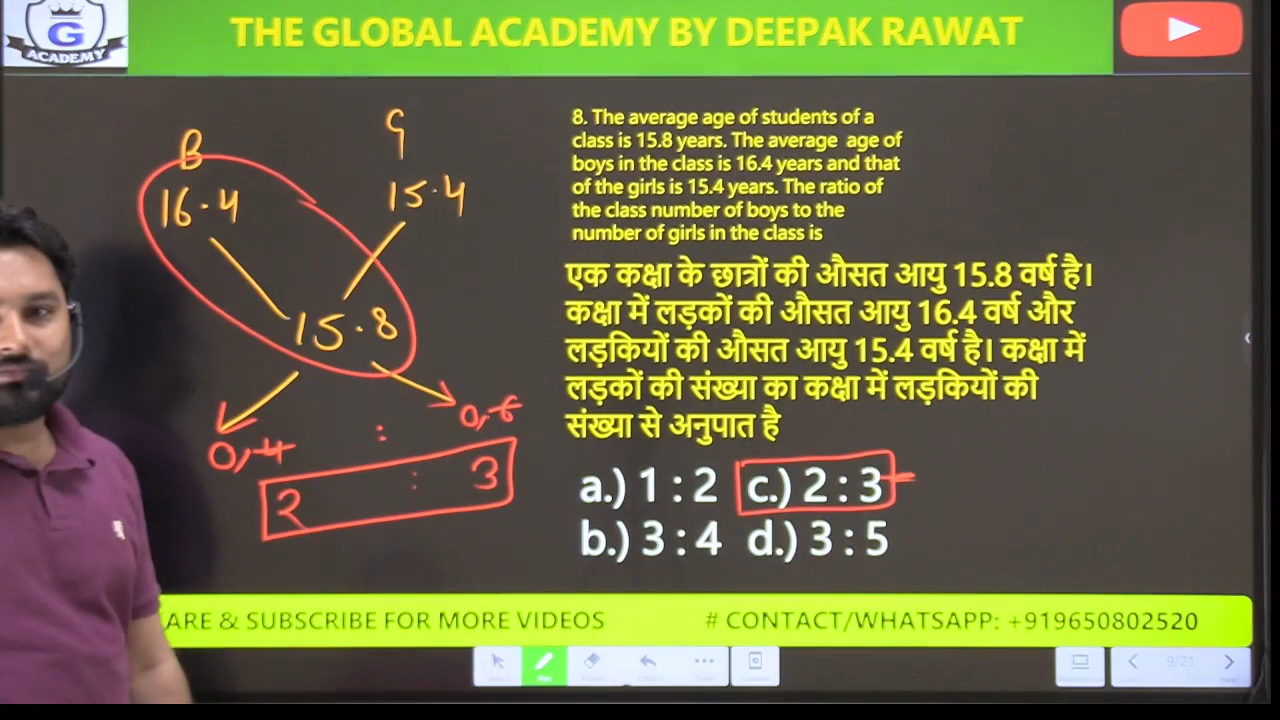 G
ACADEMY
THE GLOBAL ACADEMY BY DEEPAK RAWAT
B
G
16.4
15.4
15.8
0.4 : 0.6
2 : 3
8. The average age of students of a
class is 15.8 years. The average age of
boys in the class is 16.4 years and that
of the girls is 15.4 years. The ratio of
the class number of boys to the
number of girls in the class is
एक कक्षा के छात्रों की औसत आयु 15.8 वर्ष है।
कक्षा में लड़कों की औसत आयु 16.4 वर्ष और
लड़कियों की औसत आयु 15.4 वर्ष है। कक्षा में
लड़कों की संख्या का कक्षा में लड़कियों की
संख्या से अनुपात है
a.) 1 : 2 c.) 2 : 3
b.) 3 : 4 d.) 3 : 5
ARE & SUBSCRIBE FOR MORE VIDEOS # CONTACT/WHATSAPP: +919650802520
9/21